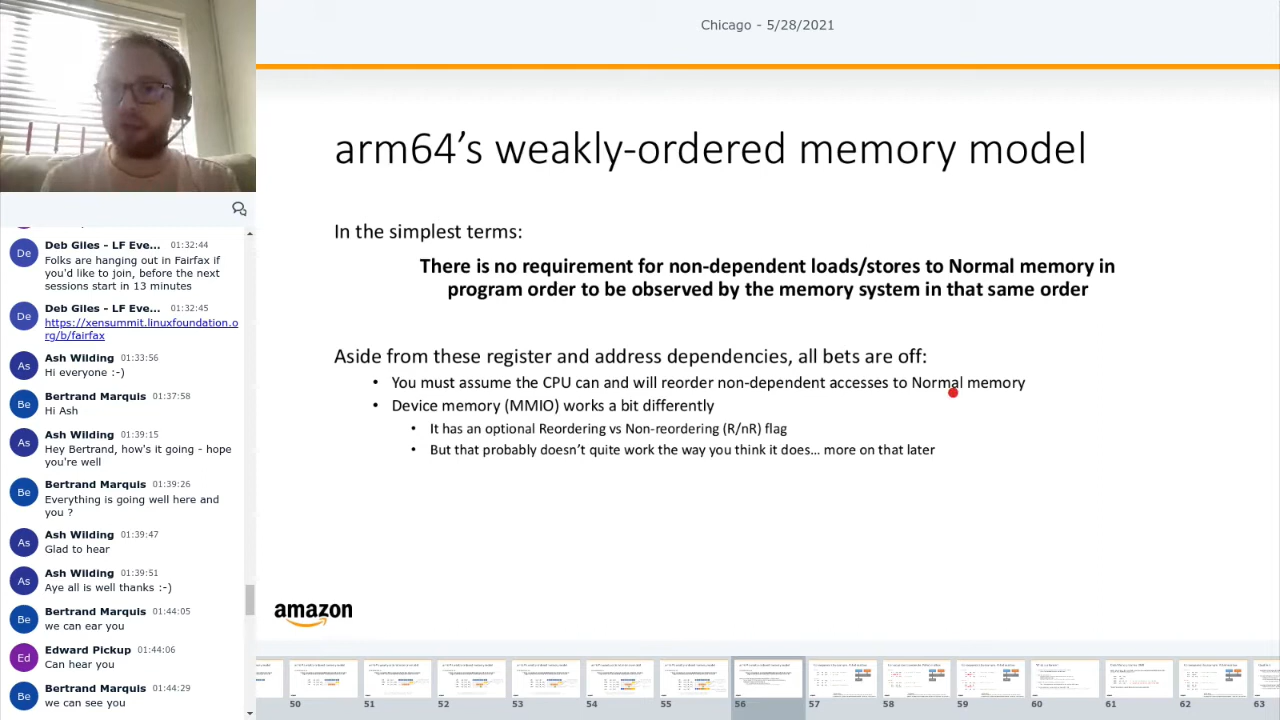 Chicago - 5/28/2021
De
Deb Giles - LF Eve... 01:32:44
Folks are hanging out in Fairfax if
you'd like to join, before the next
sessions start in 13 minutes
De
Deb Giles - LF Eve... 01:32:45
https://xensummit.linuxfoundation.o
rg/b/fairfax
As
Ash Wilding 01:33:56
Hi everyone :-)
Be
Bertrand Marquis 01:37:58
Hi Ash
As
Ash Wilding 01:39:15
Hey Bertrand, how's it going - hope
you're well
Be
Bertrand Marquis 01:39:26
Everything is going well here and
you ?
As
Ash Wilding 01:39:47
Glad to hear
As
Ash Wilding 01:39:51
Aye all is well thanks :-)
Be
Bertrand Marquis 01:44:05
we can ear you
Ed
Edward Pickup 01:44:06
Can hear you
Be
Bertrand Marquis 01:44:29
we can see you
arm64's weakly-ordered memory model
In the simplest terms:
There is no requirement for non-dependent loads/stores to Normal memory in
program order to be observed by the memory system in that same order
Aside from these register and address dependencies, all bets are off:
• You must assume the CPU can and will reorder non-dependent accesses to Normal memory
• Device memory (MMIO) works a bit differently
• It has an optional Reordering vs Non-reordering (R/nR) flag
• But that probably doesn't quite work the way you think it does… more on that later
amazon
50 51 52 53 54 55 56 57 58 59 60 61 62 63